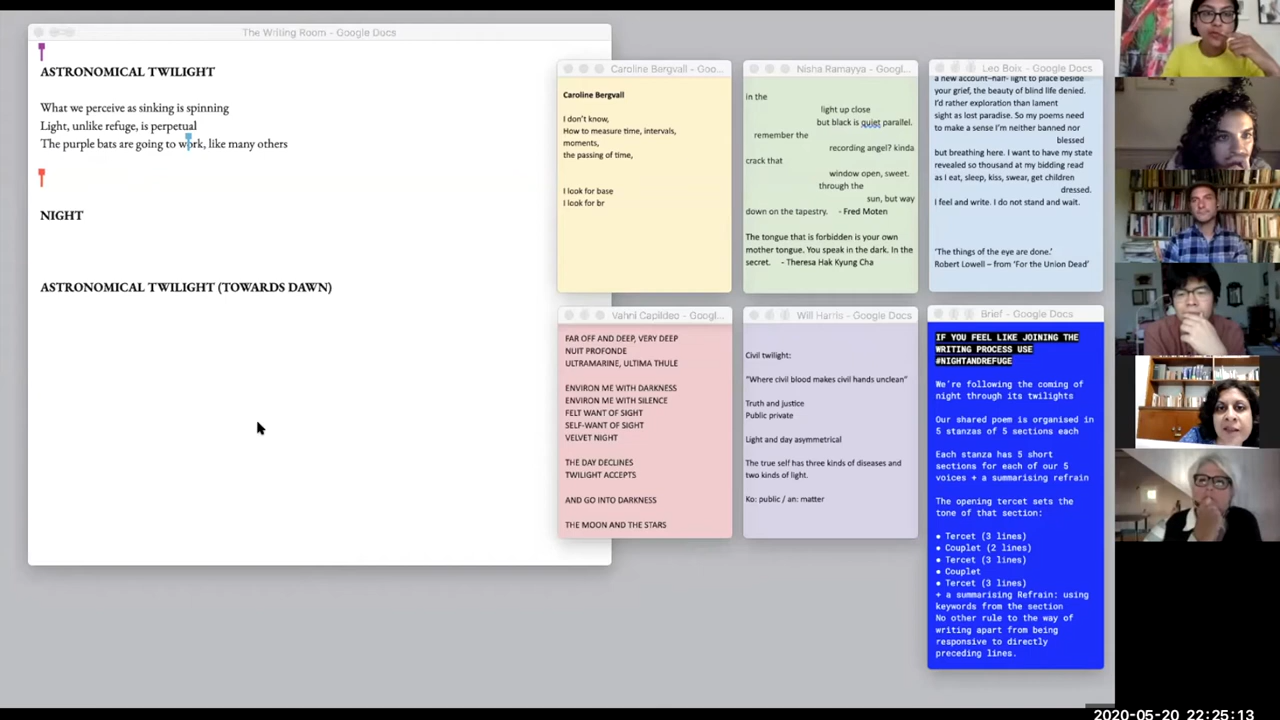 The Writing Room - Google Docs
ASTRONOMICAL TWILIGHT
What we perceive as sinking is spinning
Light, unlike refuge, is perpetual
The purple bats are going to work, like many others
NIGHT
ASTRONOMICAL TWILIGHT (TOWARDS DAWN)
Caroline Bergvall - Goo...
Caroline Bergvall
I don't know,
How to measure time, intervals,
moments,
the passing of time,
I look for base
I look for br
Nisha Ramayya - Googl...
in the
light up close
but black is quiet parallel.
remember the
recording angel? kinda
crack that
window open, sweet.
through the
sun, but way
down on the tapestry. - Fred Moten
The tongue that is forbidden is your own
mother tongue. You speak in the dark. In the
secret. - Theresa Hak Kyung Cha
Leo Boix - Google Docs
a new account–half- light to place beside
your grief, the beauty of blind life denied.
I'd rather exploration than lament
sight as lost paradise. So my poems need
to make a sense I'm neither banned nor
blessed
but breathing here. I want to have my state
revealed so thousand at my bidding read
as I eat, sleep, kiss, swear, get children
dressed.
I feel and write. I do not stand and wait.
'The things of the eye are done.'
Robert Lowell – from 'For the Union Dead'
Vahni Capildeo - Googl...
FAR OFF AND DEEP, VERY DEEP
NUIT PROFONDE
ULTRAMARINE, ULTIMA THULE
ENVIRON ME WITH DARKNESS
ENVIRON ME WITH SILENCE
FELT WANT OF SIGHT
SELF-WANT OF SIGHT
VELVET NIGHT
THE DAY DECLINES
TWILIGHT ACCEPTS
AND GO INTO DARKNESS
THE MOON AND THE STARS
Will Harris - Google Docs
Civil twilight:
"Where civil blood makes civil hands unclean"
Truth and justice
Public private
Light and day asymmetrical
The true self has three kinds of diseases and
two kinds of light.
Ko: public / an: matter
Brief - Google Docs
IF YOU FEEL LIKE JOINING THE
WRITING PROCESS USE
#NIGHTANDREFUGE
We're following the coming of
night through its twilights
Our shared poem is organised in
5 stanzas of 5 sections each
Each stanza has 5 short
sections for each of our 5
voices + a summarising refrain
The opening tercet sets the
tone of that section:
● Tercet (3 lines)
● Couplet (2 lines)
● Tercet (3 lines)
● Couplet
● Tercet (3 lines)
+ a summarising Refrain: using
keywords from the section
No other rule to the way of
writing apart from being
responsive to directly
preceding lines.
2020-05-20 22:25:13